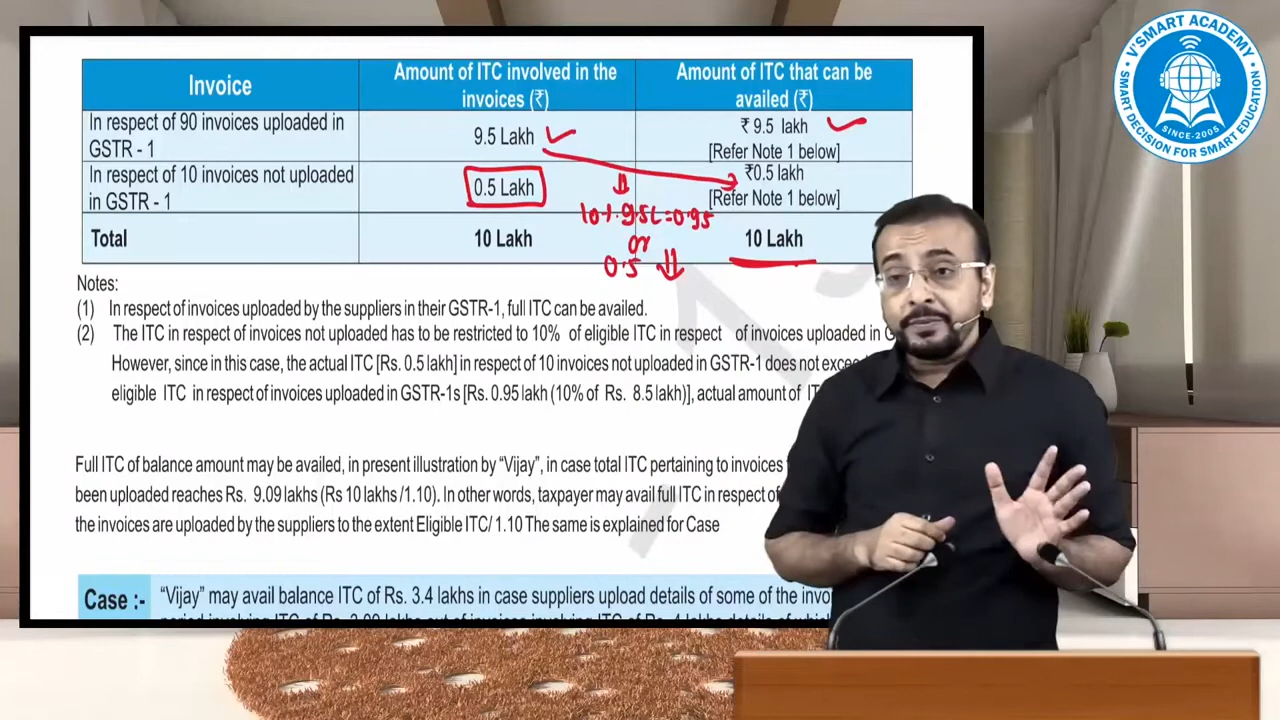 V'SMART ACADEMY
SINCE-2005
SMART DECISION FOR SMART EDUCATION
Invoice
Amount of ITC involved in the
invoices (₹)
Amount of ITC that can be
availed (₹)
In respect of 90 invoices uploaded in
GSTR - 1
9.5 Lakh
₹ 9.5 lakh
[Refer Note 1 below]
In respect of 10 invoices not uploaded
in GSTR - 1
0.5 Lakh
₹0.5 lakh
[Refer Note 1 below]
10% 9.5L=0.95
or
0.5
Total
10 Lakh
10 Lakh
Notes:
(1) In respect of invoices uploaded by the suppliers in their GSTR-1, full ITC can be availed.
(2) The ITC in respect of invoices not uploaded has to be restricted to 10% of eligible ITC in respect of invoices uploaded in
However, since in this case, the actual ITC [Rs. 0.5 lakh] in respect of 10 invoices not uploaded in GSTR-1 does not
eligible ITC in respect of invoices uploaded in GSTR-1s [Rs. 0.95 lakh (10% of Rs. 8.5 lakh)], actual amount of
Full ITC of balance amount may be availed, in present illustration by “Vijay”, in case total ITC pertaining to invoices
been uploaded reaches Rs. 9.09 lakhs (Rs 10 lakhs /1.10). In other words, taxpayer may avail full ITC in respect of
the invoices are uploaded by the suppliers to the extent Eligible ITC/ 1.10 The same is explained for Case
Case :-
“Vijay” may avail balance ITC of Rs. 3.4 lakhs in case suppliers upload details of some of the